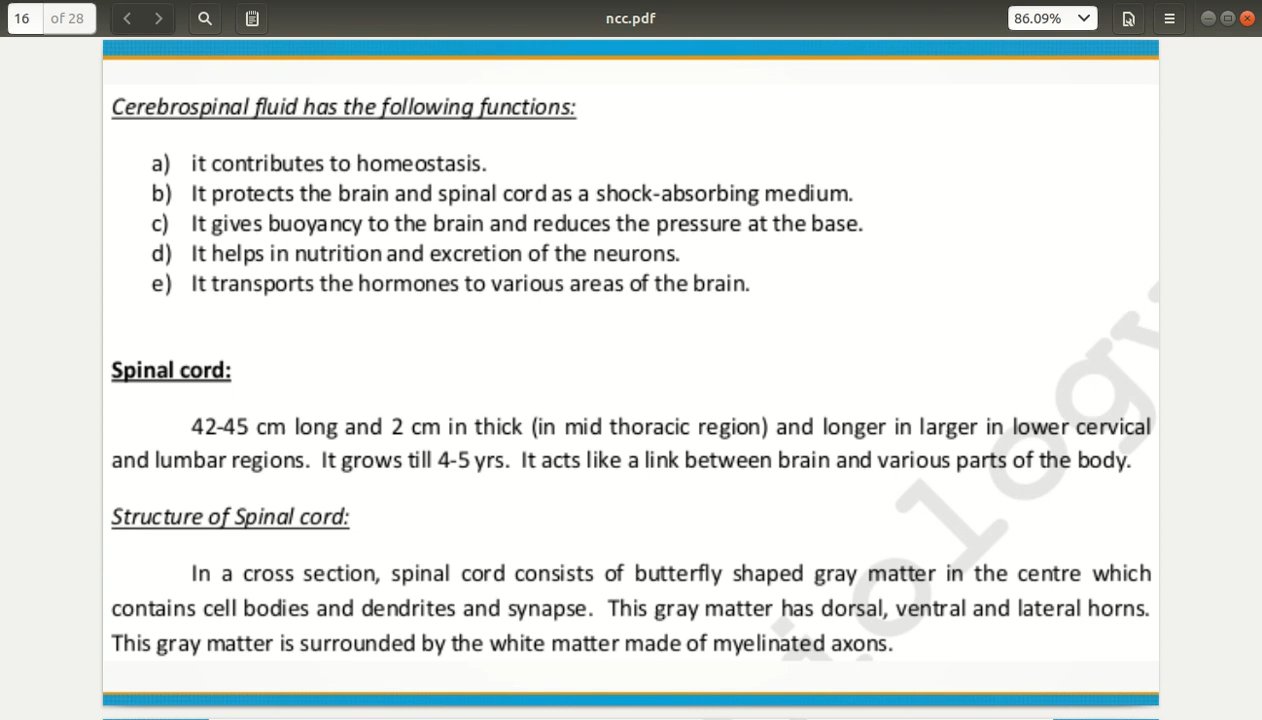 16 of 28
ncc.pdf
86.09%
Cerebrospinal fluid has the following functions:
a) it contributes to homeostasis.
b) It protects the brain and spinal cord as a shock-absorbing medium.
c) It gives buoyancy to the brain and reduces the pressure at the base.
d) It helps in nutrition and excretion of the neurons.
e) It transports the hormones to various areas of the brain.
Spinal cord:
42-45 cm long and 2 cm in thick (in mid thoracic region) and longer in larger in lower cervical
and lumbar regions. It grows till 4-5 yrs. It acts like a link between brain and various parts of the body.
Structure of Spinal cord:
In a cross section, spinal cord consists of butterfly shaped gray matter in the centre which
contains cell bodies and dendrites and synapse. This gray matter has dorsal, ventral and lateral horns.
This gray matter is surrounded by the white matter made of myelinated axons.